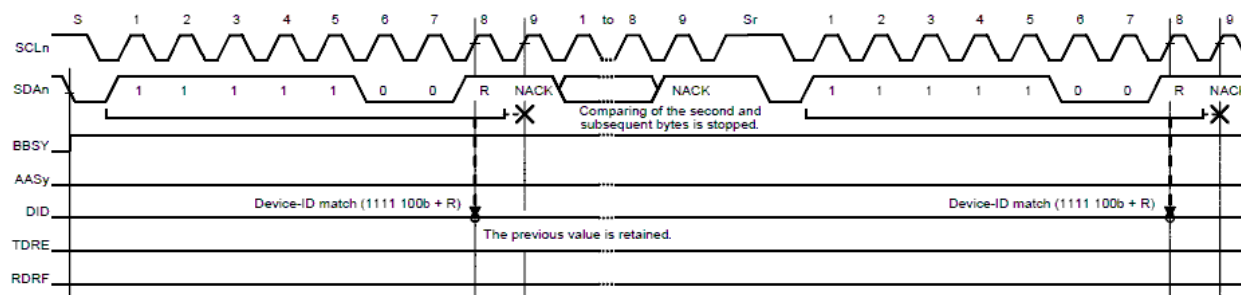 S 1 2 3 4 5 6 7 8 9 1 to 8 9 Sr 1 2 3 4 5 6 7 8 9
SCLn
SDAn 1 1 1 1 1 0 0 R NACK NACK 1 1 1 1 1 0 0 R NACK
Comparing of the second and
subsequent bytes is stopped.
BBSY
AASy
Device-ID match (1111 100b + R) Device-ID match (1111 100b + R)
DID
The previous value is retained.
TDRE
RDRF